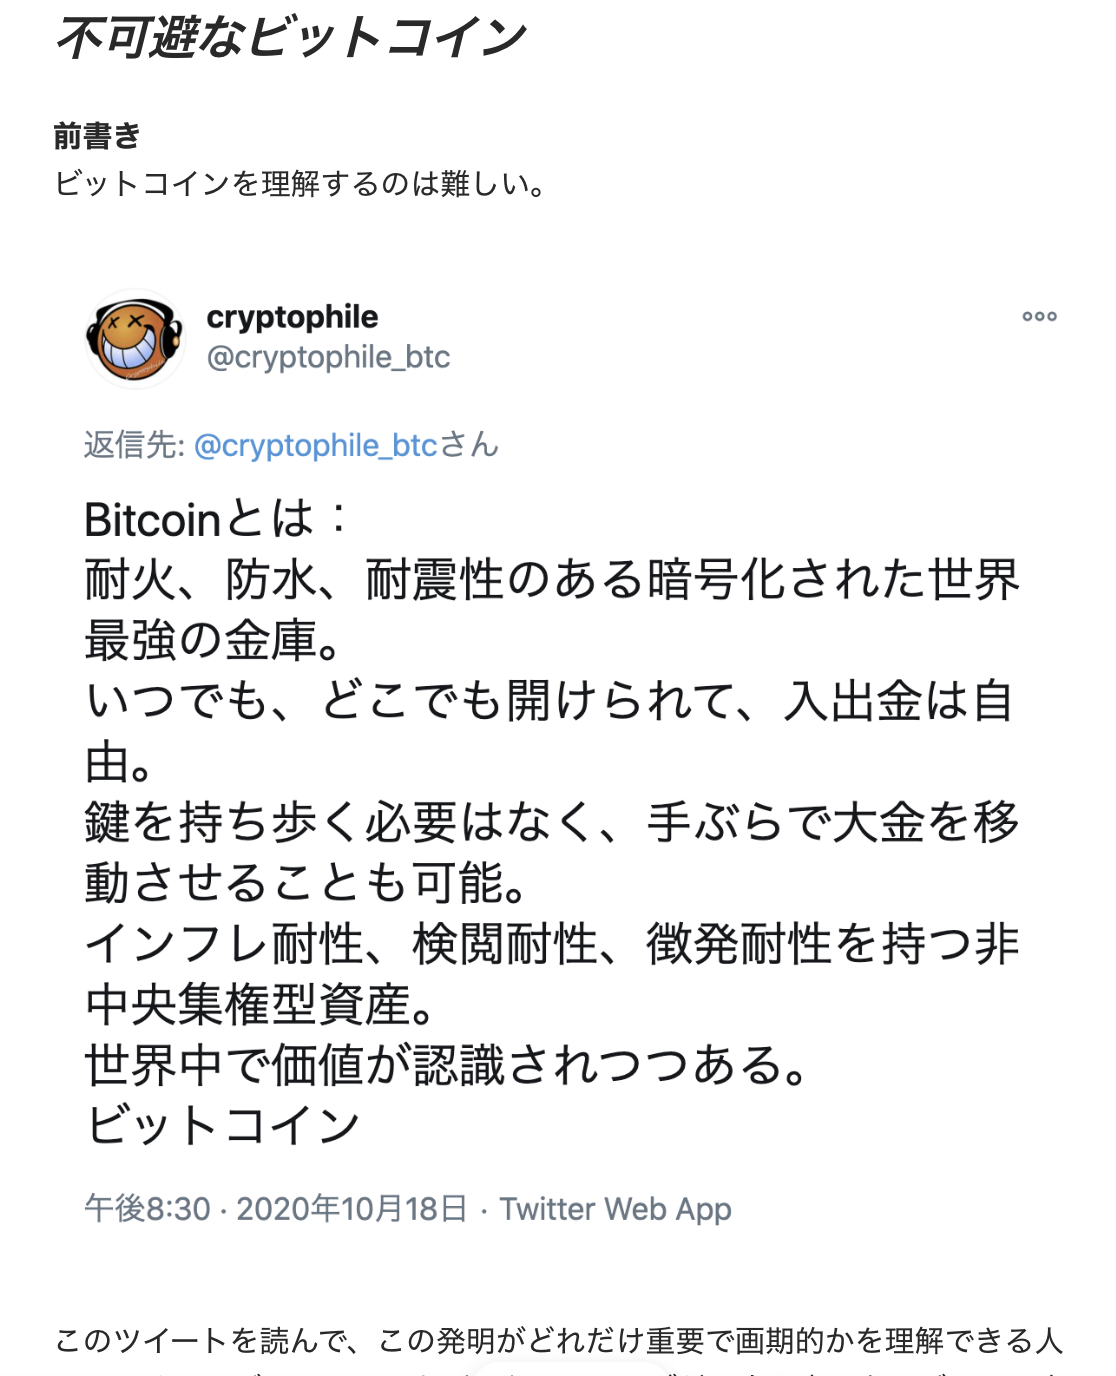 不可避なビットコイン
前書き
ビットコインを理解するのは難しい。
cryptophile
@cryptophile_btc
返信先: @cryptophile_btcさん
Bitcoinとは：
耐火、防水、耐震性のある暗号化された世界
最強の金庫。
いつでも、どこでも開けられて、入出金は自
由。
鍵を持ち歩く必要はなく、手ぶらで大金を移
動させることも可能。
インフレ耐性、検閲耐性、徴発耐性を持つ非
中央集権型資産。
世界中で価値が認識されつつある。
ビットコイン
午後8:30 · 2020年10月18日 · Twitter Web App
このツイートを読んで、この発明がどれだけ重要で画期的かを理解できる人